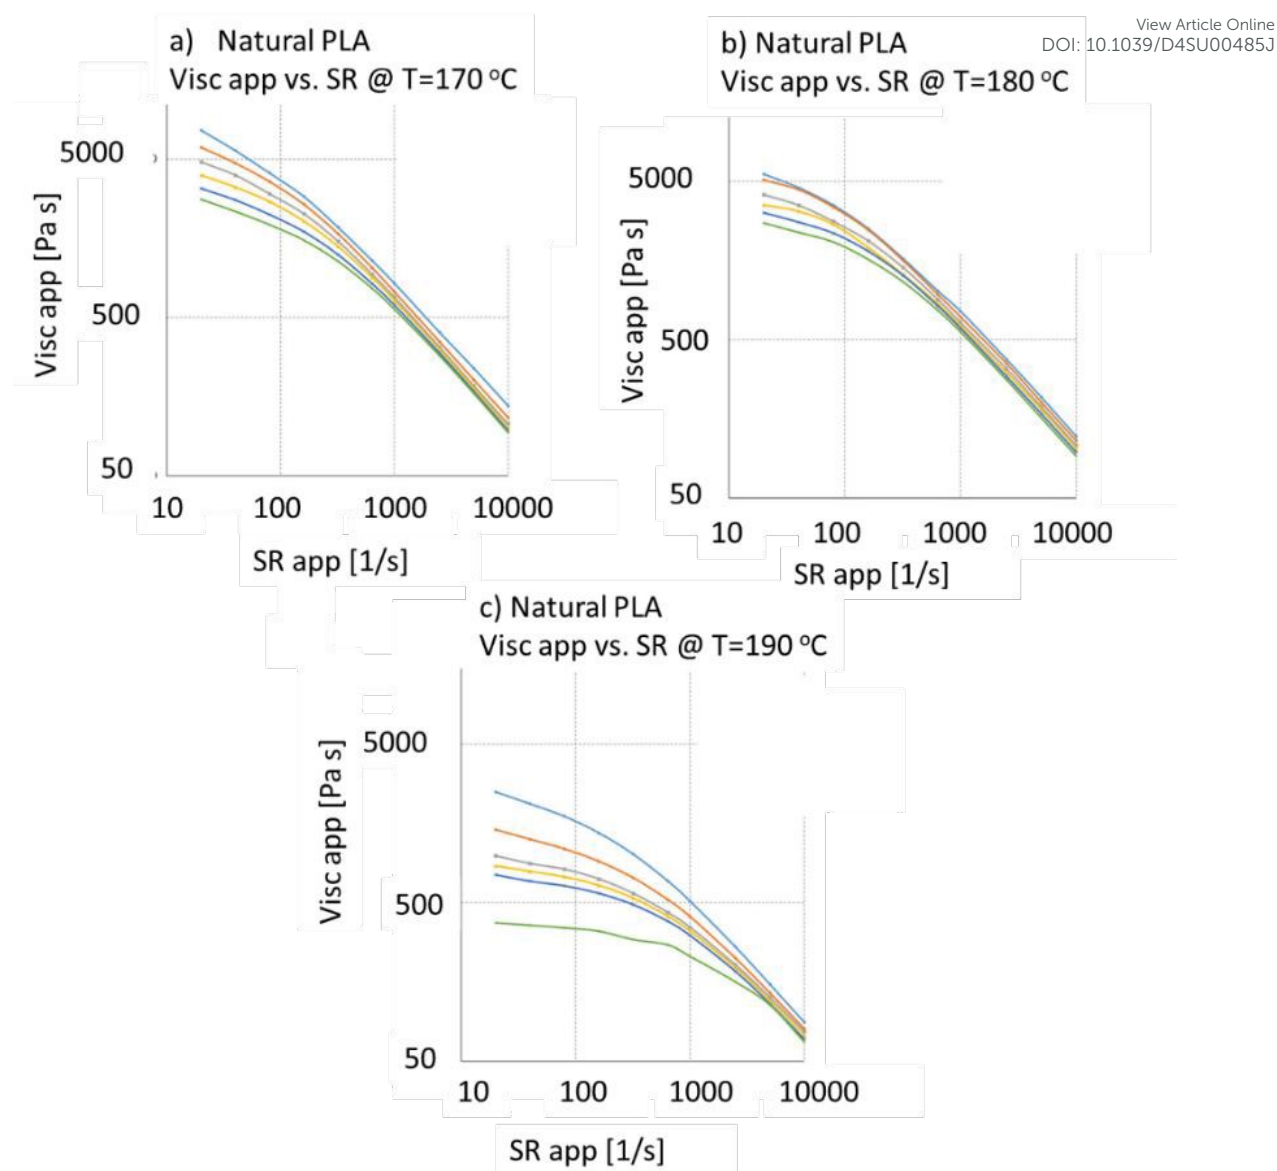 View Article Online
DOI: 10.1039/D4SU00485J
a) Natural PLA
Visc app vs. SR @ T=170 ᵒC
Visc app [Pa s]
5000
500
50
10 100 1000 10000
SR app [1/s]
b) Natural PLA
Visc app vs. SR @ T=180 ᵒC
Visc app [Pa s]
5000
500
50
10 100 1000 10000
SR app [1/s]
c) Natural PLA
Visc app vs. SR @ T=190 ᵒC
Visc app [Pa s]
5000
500
50
10 100 1000 10000
SR app [1/s]